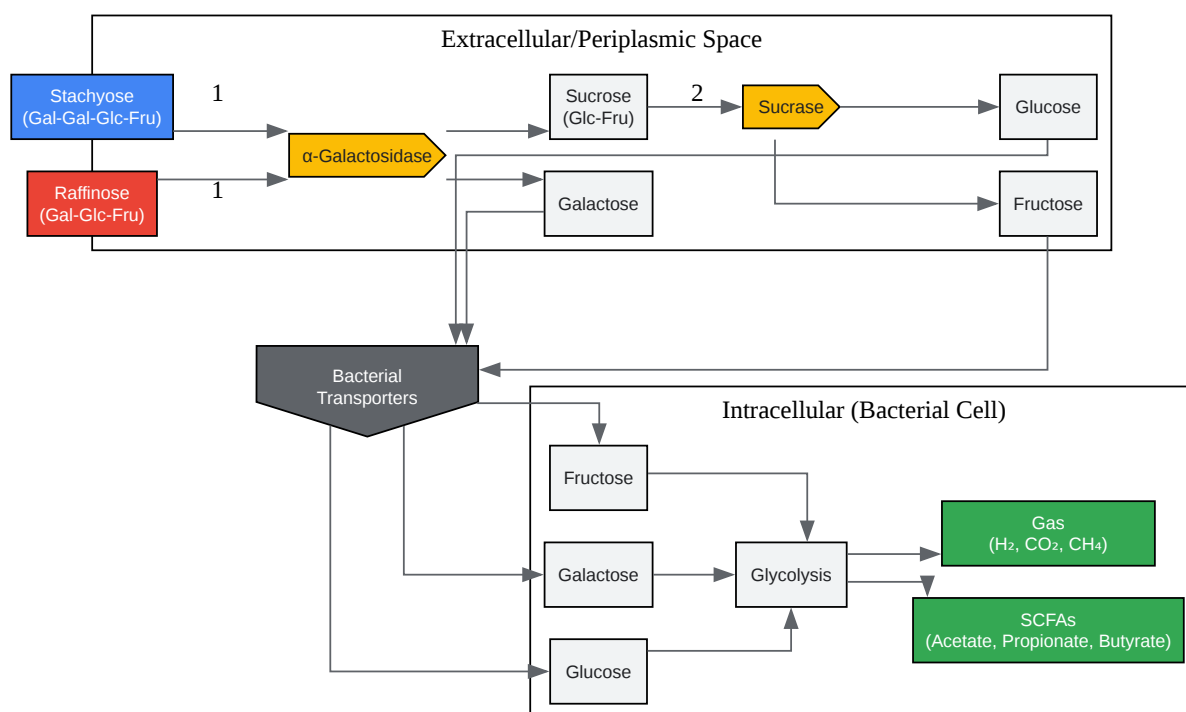 Extracellular/Periplasmic Space
Stachyose
(Gal-Gal-Glc-Fru)
1
Sucrose
(Glc-Fru)
2
Sucrase
Glucose
α-Galactosidase
Raffinose
(Gal-Glc-Fru)
1
Galactose
Fructose
Bacterial
Transporters
Intracellular (Bacterial Cell)
Fructose
Gas
(H₂, CO₂, CH₄)
Galactose
Glycolysis
SCFAs
(Acetate, Propionate, Butyrate)
Glucose